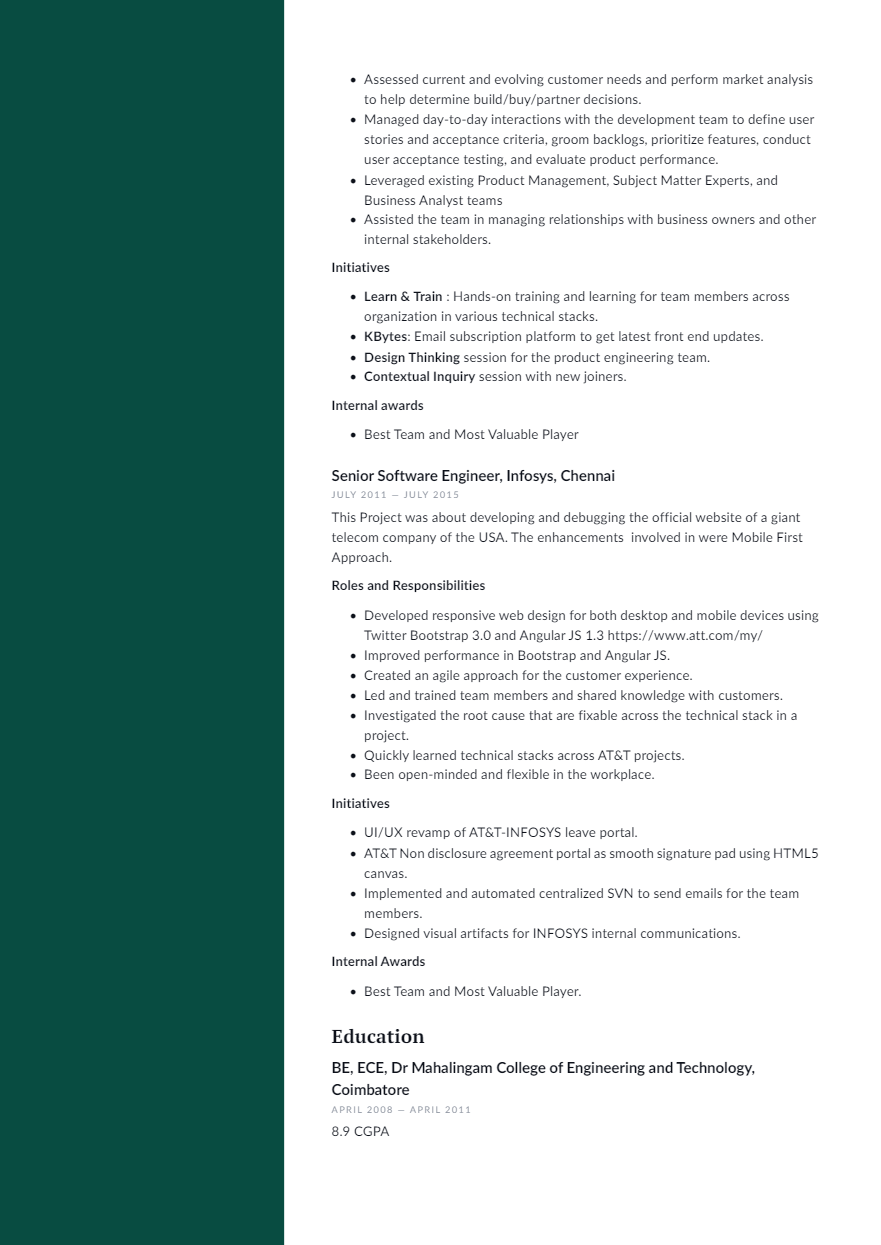 • Assessed current and evolving customer needs and perform market analysis
to help determine build/buy/partner decisions.
• Managed day-to-day interactions with the development team to define user
stories and acceptance criteria, groom backlogs, prioritize features, conduct
user acceptance testing, and evaluate product performance.
• Leveraged existing Product Management, Subject Matter Experts, and
Business Analyst teams
• Assisted the team in managing relationships with business owners and other
internal stakeholders.
Initiatives
• Learn & Train : Hands-on training and learning for team members across
organization in various technical stacks.
• KBytes: Email subscription platform to get latest front end updates.
• Design Thinking session for the product engineering team.
• Contextual Inquiry session with new joiners.
Internal awards
• Best Team and Most Valuable Player
Senior Software Engineer, Infosys, Chennai
JULY 2011 — JULY 2015
This Project was about developing and debugging the official website of a giant
telecom company of the USA. The enhancements  involved in were Mobile First
Approach.
Roles and Responsibilities
• Developed responsive web design for both desktop and mobile devices using
Twitter Bootstrap 3.0 and Angular JS 1.3 https://www.att.com/my/
• Improved performance in Bootstrap and Angular JS.
• Created an agile approach for the customer experience.
• Led and trained team members and shared knowledge with customers.
• Investigated the root cause that are fixable across the technical stack in a
project.
• Quickly learned technical stacks across AT&T projects.
• Been open-minded and flexible in the workplace.
Initiatives
• UI/UX revamp of AT&T-INFOSYS leave portal.
• AT&T Non disclosure agreement portal as smooth signature pad using HTML5
canvas.
• Implemented and automated centralized SVN to send emails for the team
members.
• Designed visual artifacts for INFOSYS internal communications.
Internal Awards
• Best Team and Most Valuable Player.
Education
BE, ECE, Dr Mahalingam College of Engineering and Technology,
Coimbatore
APRIL 2008 — APRIL 2011
8.9 CGPA